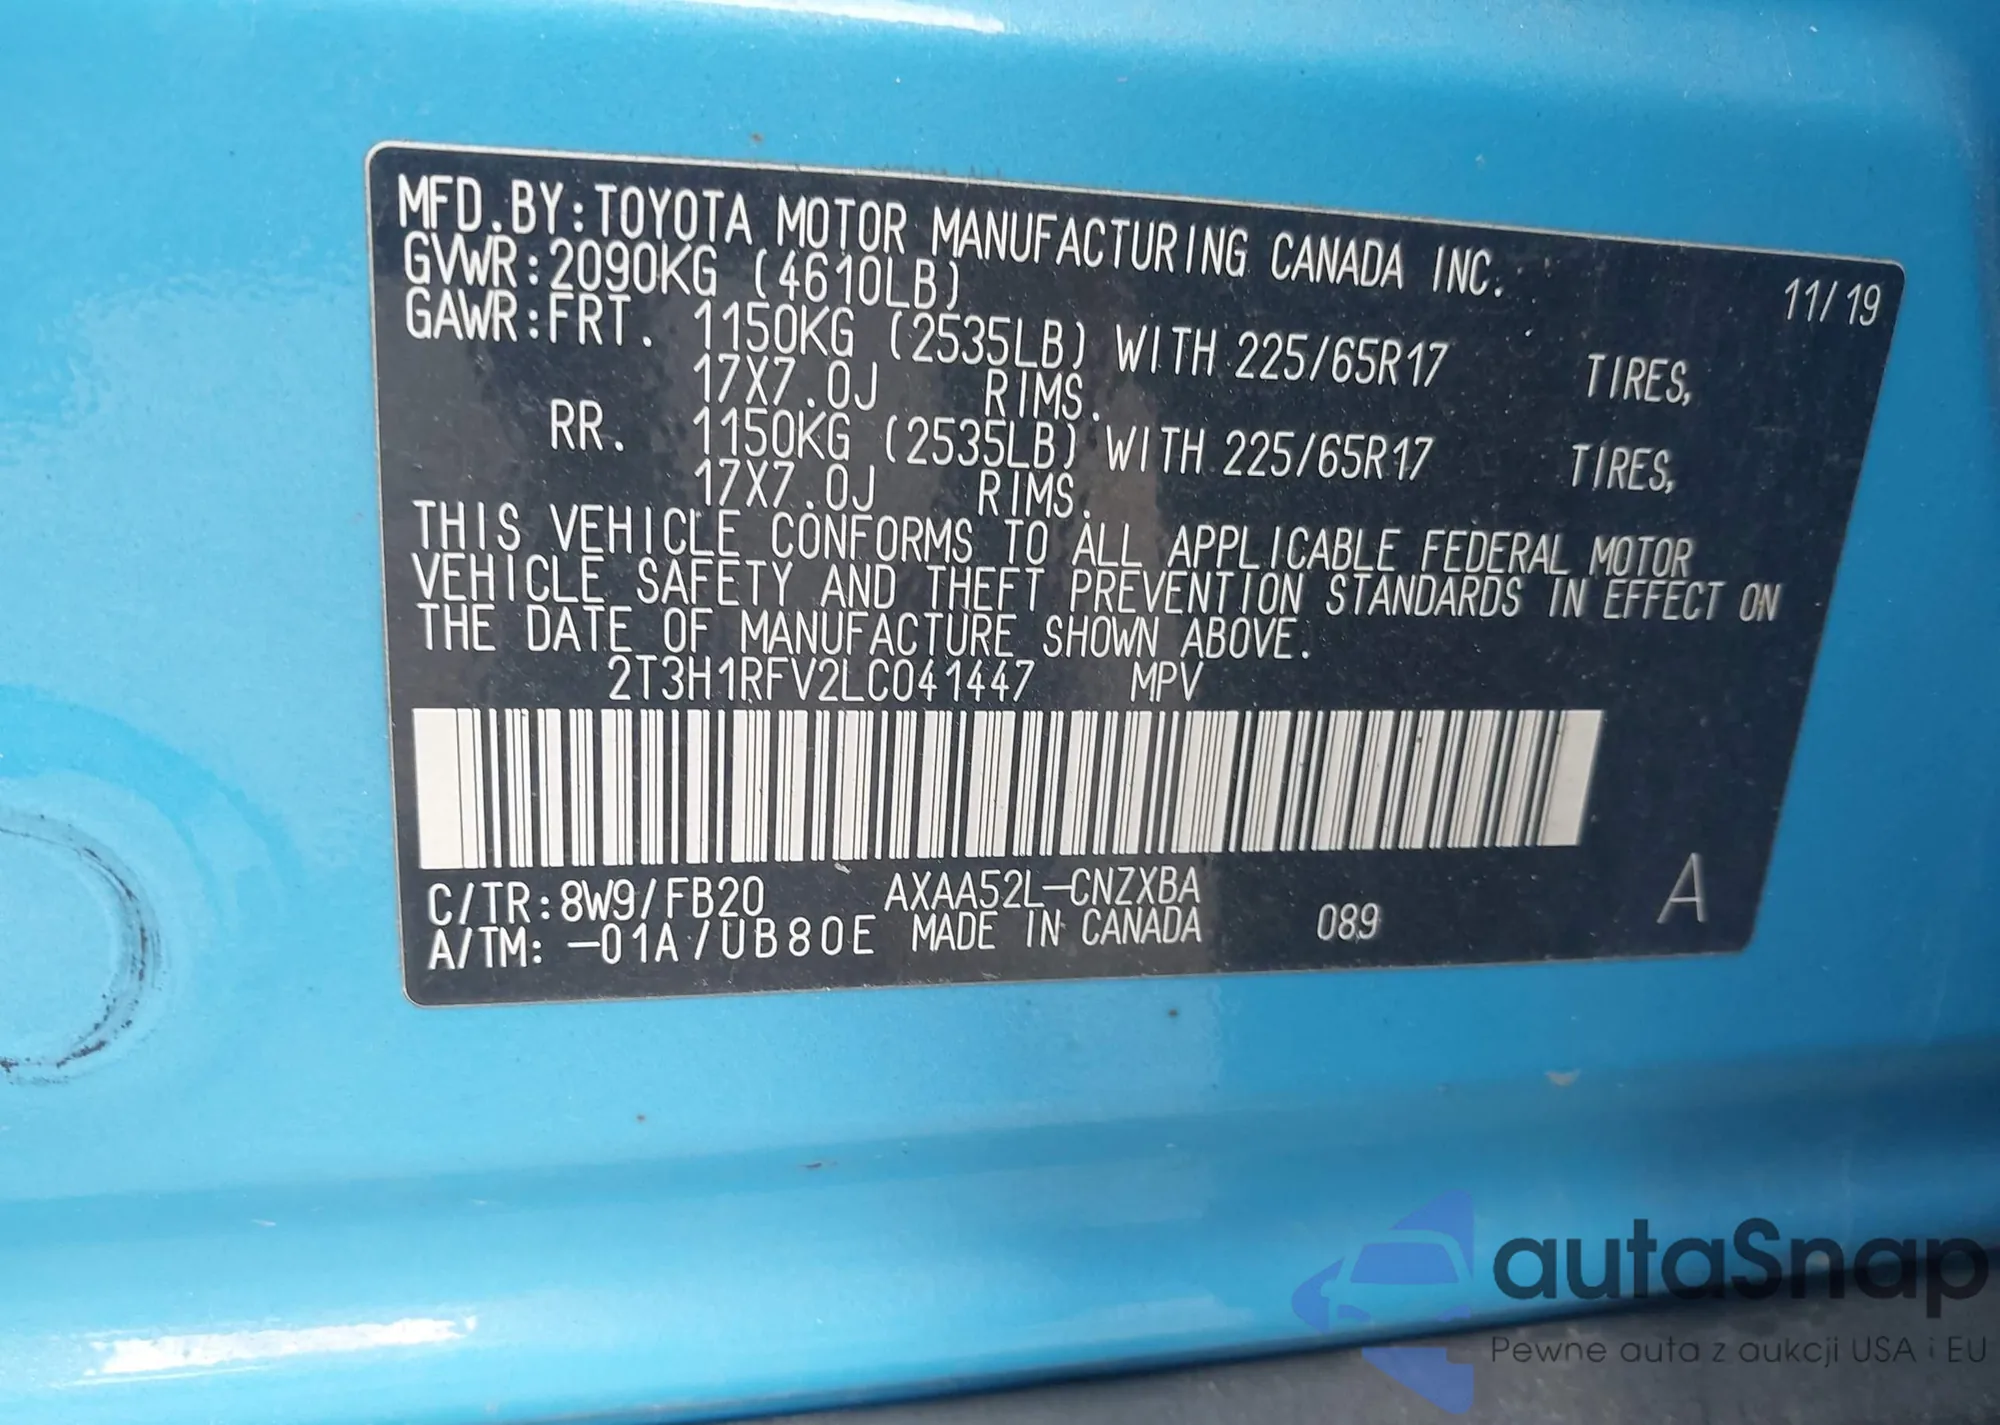 MFD.BY:TOYOTA MOTOR MANUFACTURING CANADA INC. 11/19
GVWR:2090KG (4610LB)
GAWR:FRT. 1150KG (2535LB) WITH 225/65R17 TIRES,
17X7.0J RIMS.
RR. 1150KG (2535LB) WITH 225/65R17 TIRES,
17X7.0J RIMS.
THIS VEHICLE CONFORMS TO ALL APPLICABLE FEDERAL MOTOR
VEHICLE SAFETY AND THEFT PREVENTION STANDARDS IN EFFECT ON
THE DATE OF MANUFACTURE SHOWN ABOVE.
2T3H1RFV2LC041447 MPV
C/TR:8W9/FB20 AXAA52L-CNZXBA
A/TM: -01A/UB80E MADE IN CANADA 089 A
autaSnap
Pewne auta z aukcji USA i EU